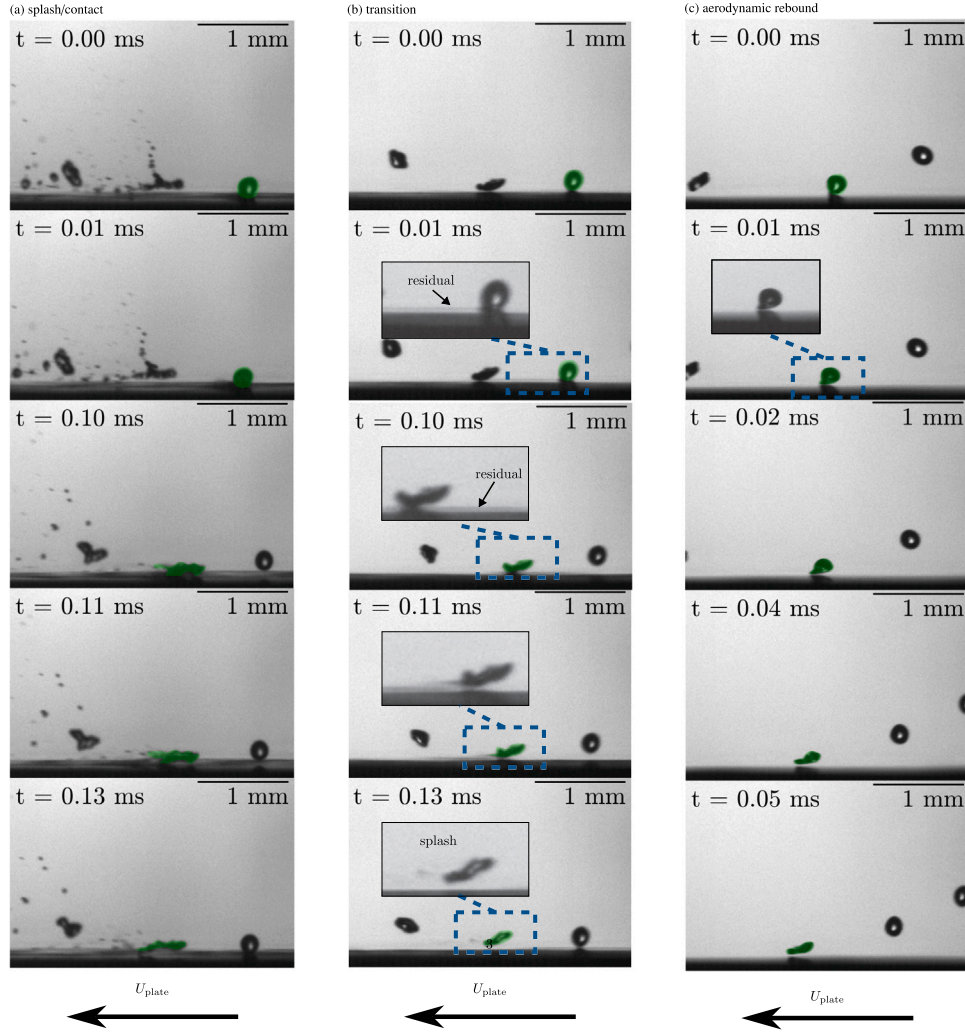 (a) splash/contact
t = 0.00 ms 1 mm
t = 0.01 ms 1 mm
t = 0.10 ms 1 mm
t = 0.11 ms 1 mm
t = 0.13 ms 1 mm
U_plate
(b) transition
t = 0.00 ms 1 mm
t = 0.01 ms 1 mm
residual
t = 0.10 ms 1 mm
residual
t = 0.11 ms 1 mm
t = 0.13 ms 1 mm
splash
3
U_plate
(c) aerodynamic rebound
t = 0.00 ms 1 mm
t = 0.01 ms 1 mm
t = 0.02 ms 1 mm
t = 0.04 ms 1 mm
t = 0.05 ms 1 mm
U_plate